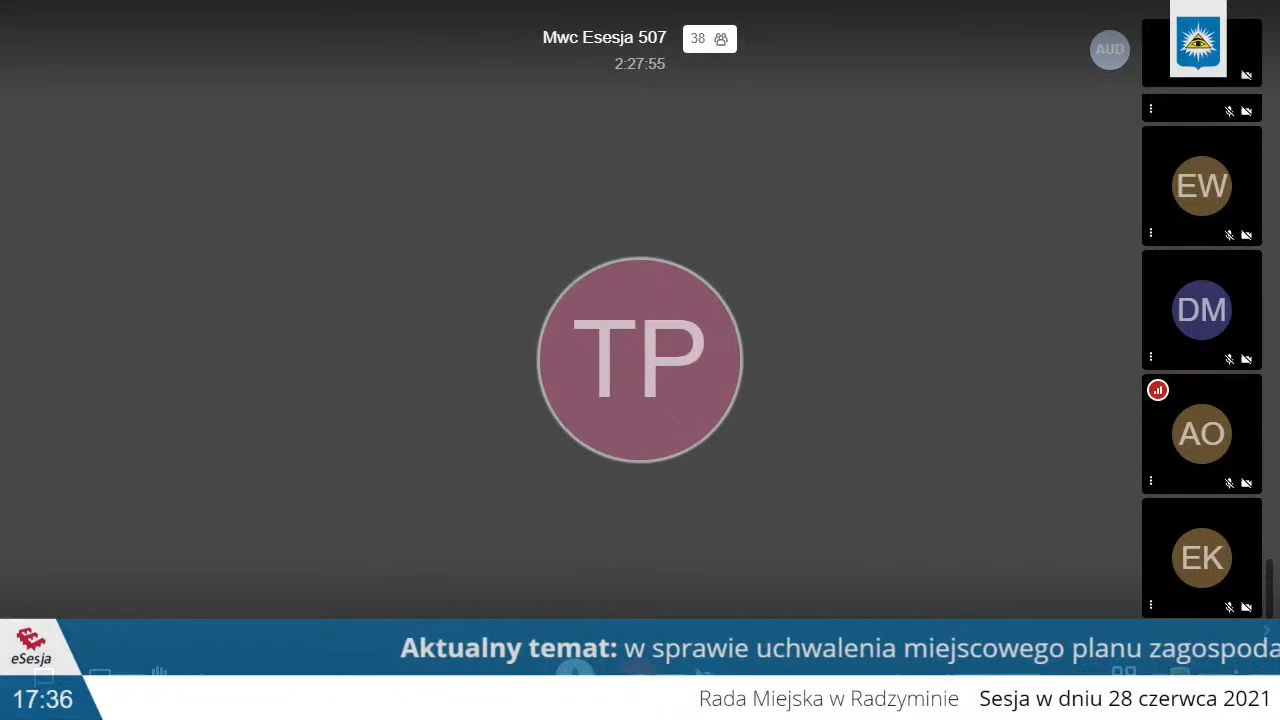 Mwc Esesja 507
38
2:27:55
AUD
EW
DM
TP
AO
EK
Aktualny temat: w sprawie uchwalenia miejscowego planu zagospoda
eSesja
17:36
Rada Miejska w Radzyminie Sesja w dniu 28 czerwca 2021